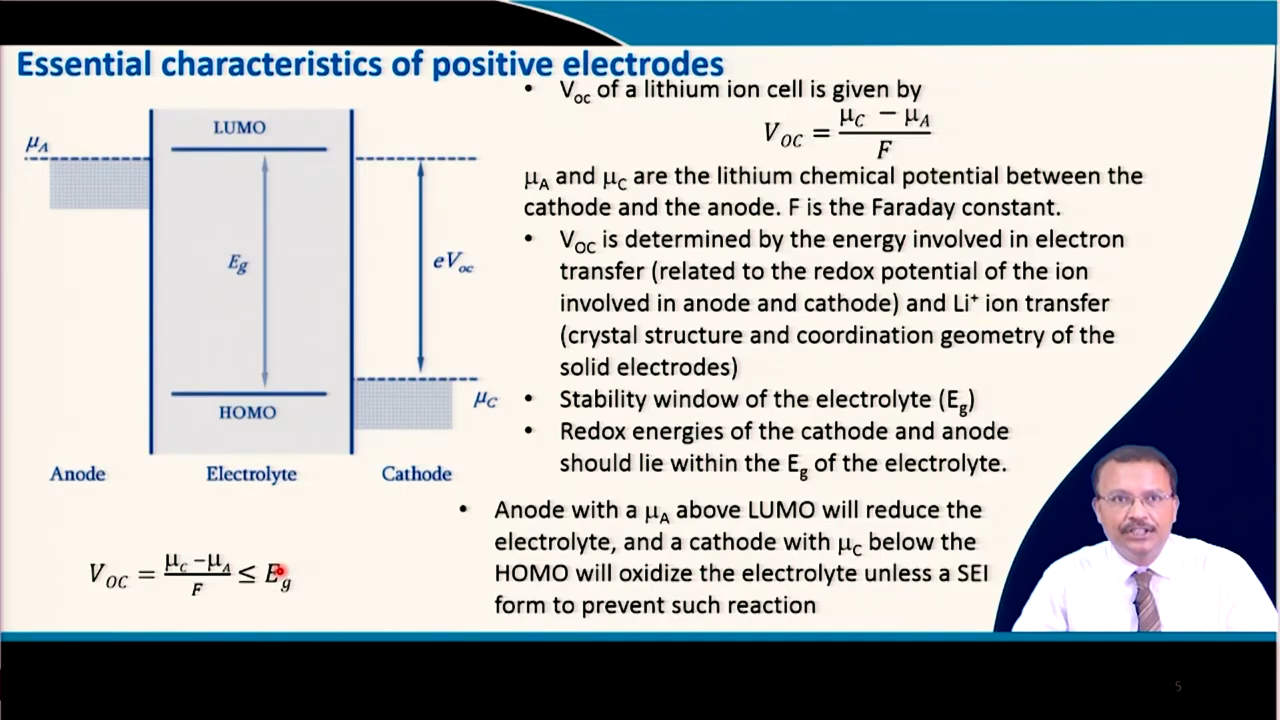 Essential characteristics of positive electrodes
μA
LUMO
Eg
eVoc
HOMO
μC
Anode
Electrolyte
Cathode
VOC = μC −μA / F ≤ Eg
• Voc of a lithium ion cell is given by
VOC = μC − μA / F
μA and μC are the lithium chemical potential between the
cathode and the anode. F is the Faraday constant.
• VOC is determined by the energy involved in electron
transfer (related to the redox potential of the ion
involved in anode and cathode) and Li⁺ ion transfer
(crystal structure and coordination geometry of the
solid electrodes)
• Stability window of the electrolyte (Eg)
• Redox energies of the cathode and anode
should lie within the Eg of the electrolyte.
• Anode with a μA above LUMO will reduce the
electrolyte, and a cathode with μC below the
HOMO will oxidize the electrolyte unless a SEI
form to prevent such reaction
5